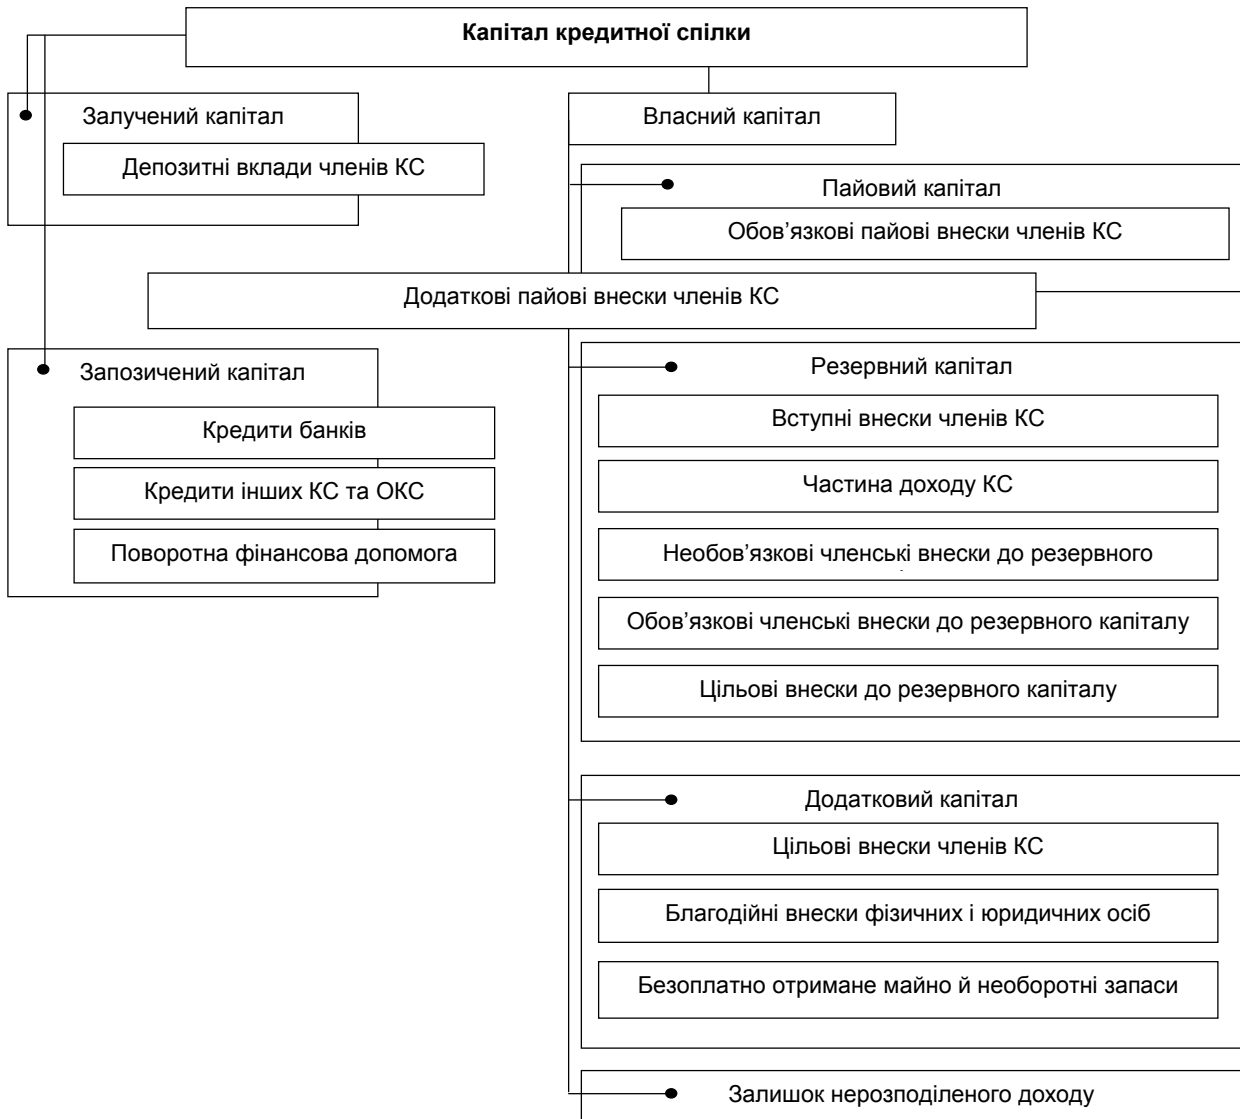 Капітал кредитної спілки
Залучений капітал
Депозитні вклади членів КС
Власний капітал
Пайовий капітал
Обов’язкові пайові внески членів КС
Додаткові пайові внески членів КС
Запозичений капітал
Кредити банків
Кредити інших КС та ОКС
Поворотна фінансова допомога
Резервний капітал
Вступні внески членів КС
Частина доходу КС
Необов’язкові членські внески до резервного
Обов’язкові членські внески до резервного капіталу
Цільові внески до резервного капіталу
Додатковий капітал
Цільові внески членів КС
Благодійні внески фізичних і юридичних осіб
Безоплатно отримане майно й необоротні запаси
Залишок нерозподіленого доходу